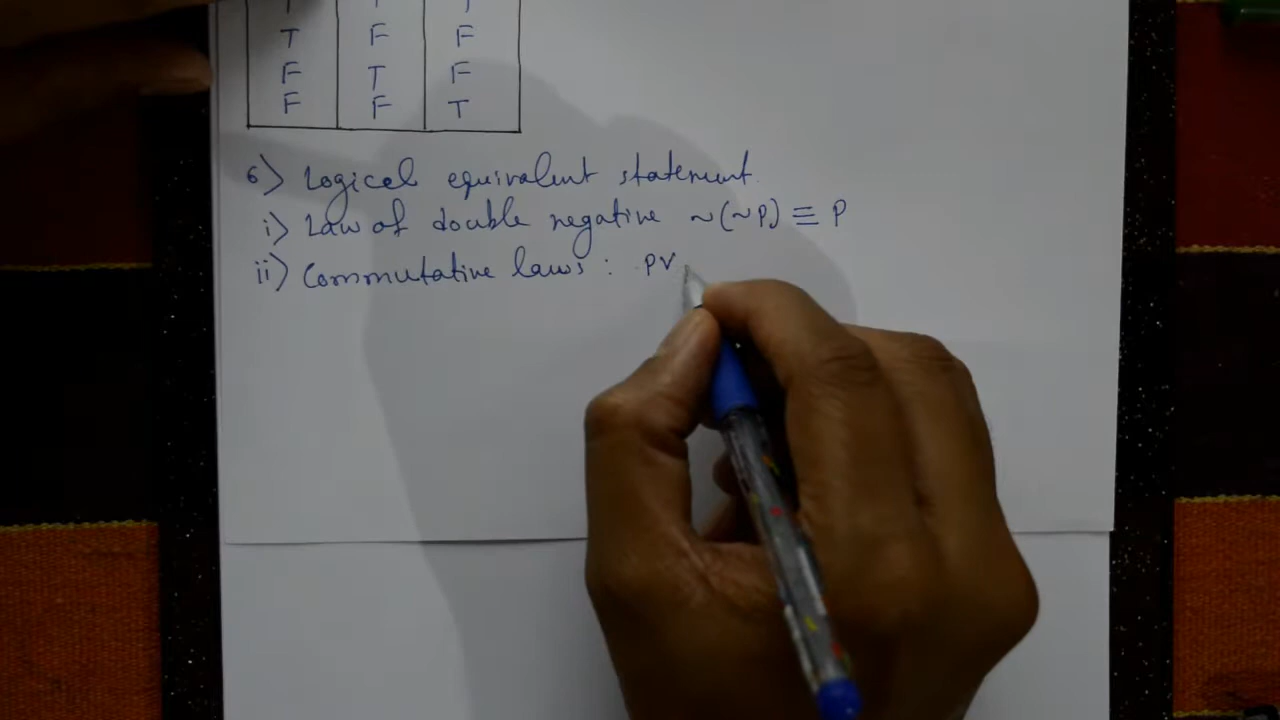 T F F
F T F
F F T
6) Logical equivalent statement
i) Law of double negative ~(~p) ≡ p
ii) Commutative laws : p∨